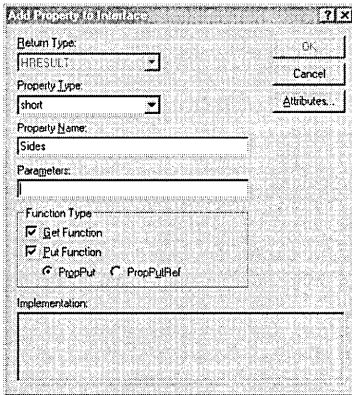 Add Property to Interface
Return Type:
HRESULT
OK
Cancel
Property Type:
short
Attributes...
Property Name:
Sides
Parameters:
Function Type
Get Function
Put Function
PropPut PropPutRef
Implementation: